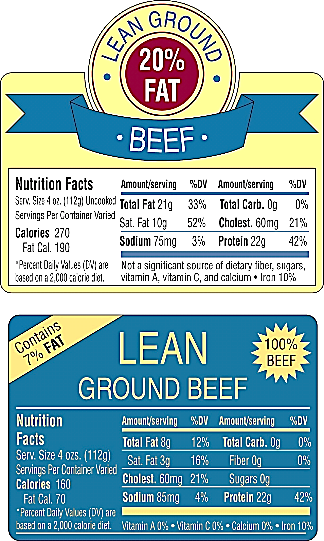 LEAN GROUND
20%
FAT
• BEEF •
Nutrition Facts
Serv. Size 4 oz. (112g) Uncooked
Servings Per Container Varied
Calories 270
Fat Cal. 190
*Percent Daily Values (DV) are
based on a 2,000 calorie diet.
Amount/serving %DV Amount/serving %DV
Total Fat 21g 33% Total Carb. 0g 0%
Sat. Fat 10g 52% Cholest. 60mg 21%
Sodium 75mg 3% Protein 22g 42%
Not a significant source of dietary fiber, sugars,
vitamin A, vitamin C, and calcium • Iron 10%
Contains
7% FAT
LEAN
GROUND BEEF
100%
BEEF
Nutrition
Facts
Serv. Size 4 ozs. (112g)
Servings Per Container Varied
Calories 160
Fat Cal. 70
*Percent Daily Values (DV) are
based on a 2,000 calorie diet.
Amount/serving %DV Amount/serving %DV
Total Fat 8g 12% Total Carb. 0g 0%
Sat. Fat 3g 16% Fiber 0g 0%
Cholest. 60mg 21% Sugars 0g
Sodium 85mg 4% Protein 22g 42%
Vitamin A 0% • Vitamin C 0% • Calcium 0% • Iron 10%